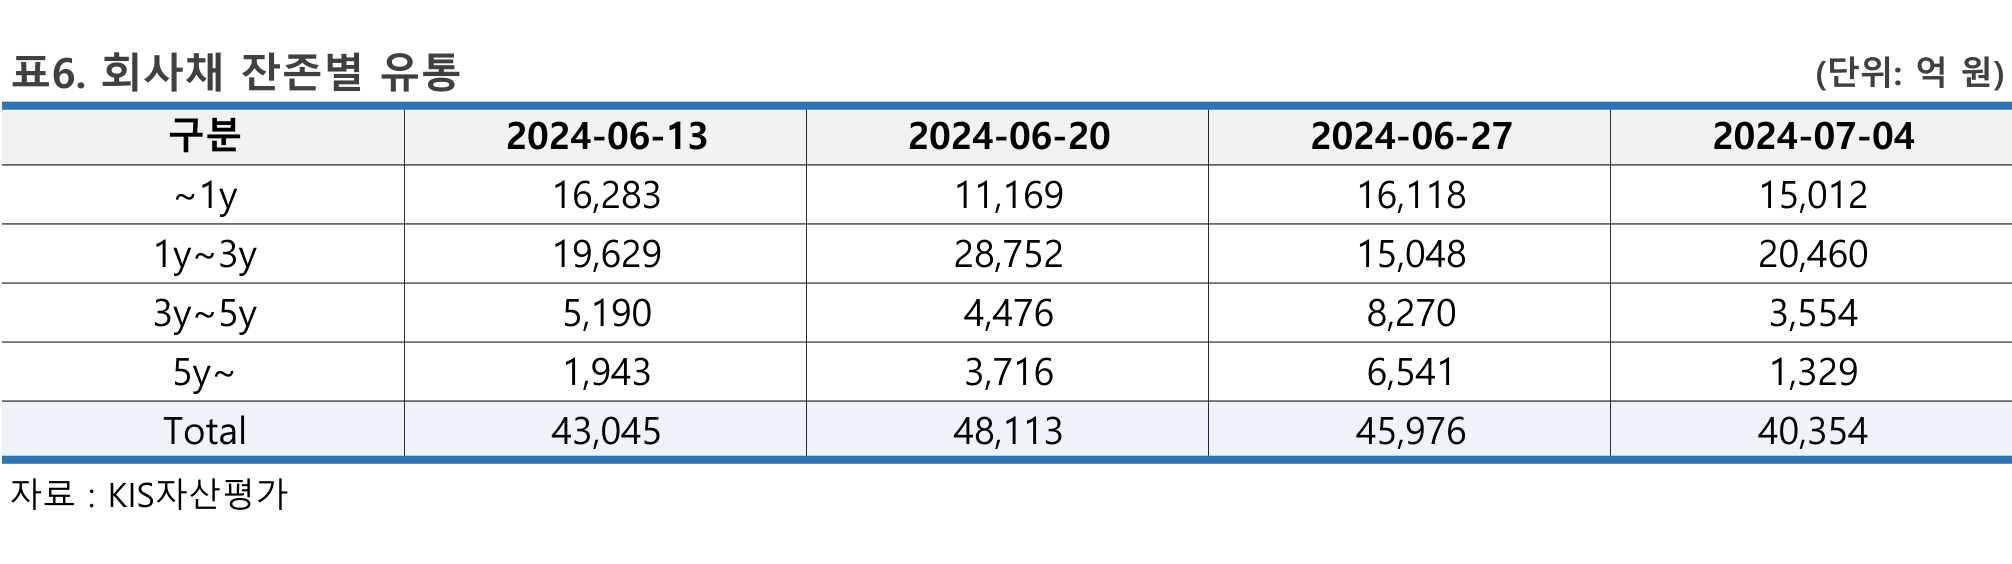 표6. 회사채 잔존별 유통 (단위: 억 원)
구분 2024-06-13 2024-06-20 2024-06-27 2024-07-04
~1y 16,283 11,169 16,118 15,012
1y~3y 19,629 28,752 15,048 20,460
3y~5y 5,190 4,476 8,270 3,554
5y~ 1,943 3,716 6,541 1,329
Total 43,045 48,113 45,976 40,354
자료 : KIS자산평가